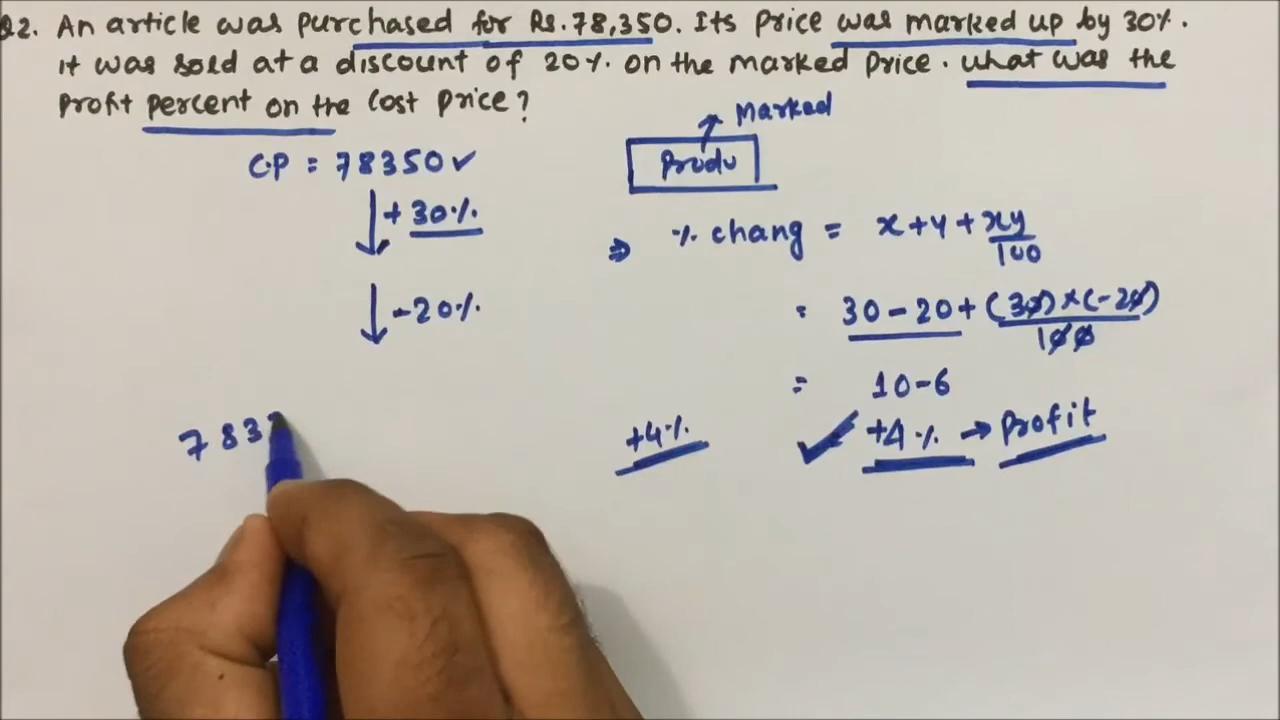 Q2. An article was purchased for Rs.78,350. Its price was marked up by 30%.
it was sold at a discount of 20% on the marked price. what was the
profit percent on the cost price?
Marked
Produ
C.P = 78350 ✓
+ 30%
⇒ % chang = x+y+xy/100
-20%
= 30-20+(30)×(-20)/100
= 10-6
+4%
✓ +4% → Profit
783